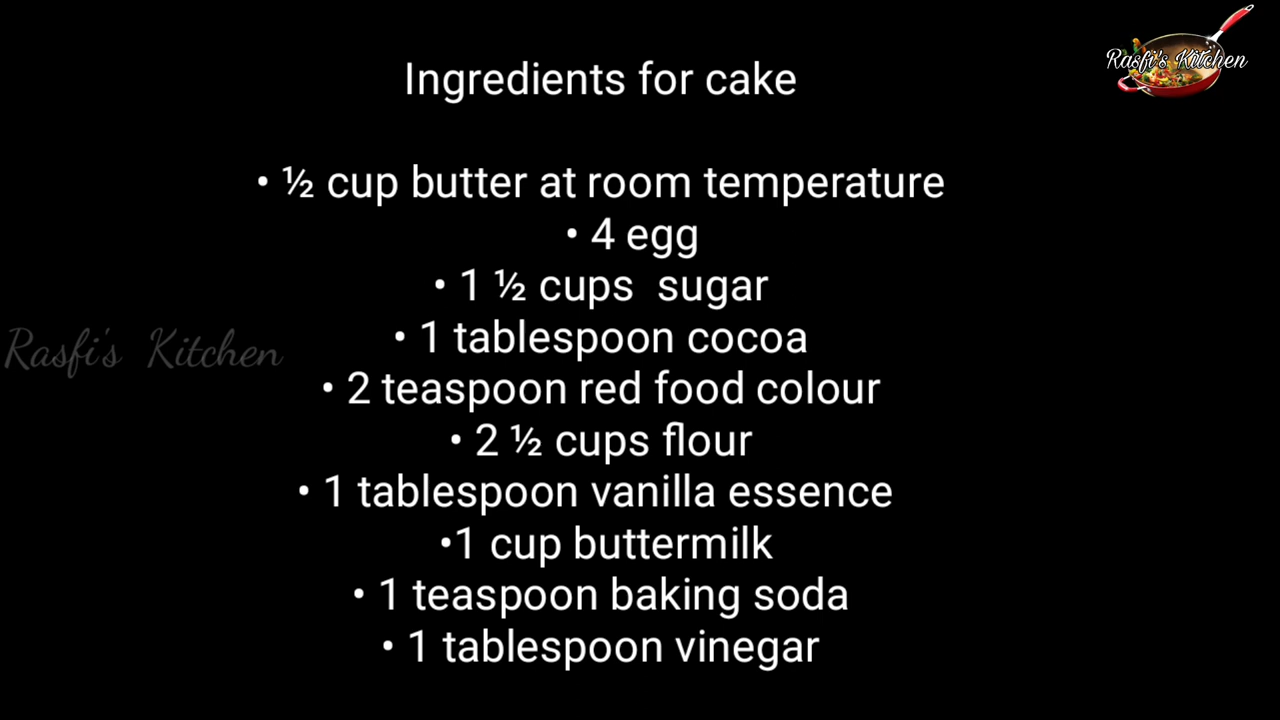 Rasfi's Kitchen
Ingredients for cake
• ½ cup butter at room temperature
• 4 egg
• 1 ½ cups  sugar
• 1 tablespoon cocoa
Rasfi's Kitchen
• 2 teaspoon red food colour
• 2 ½ cups flour
• 1 tablespoon vanilla essence
•1 cup buttermilk
• 1 teaspoon baking soda
• 1 tablespoon vinegar